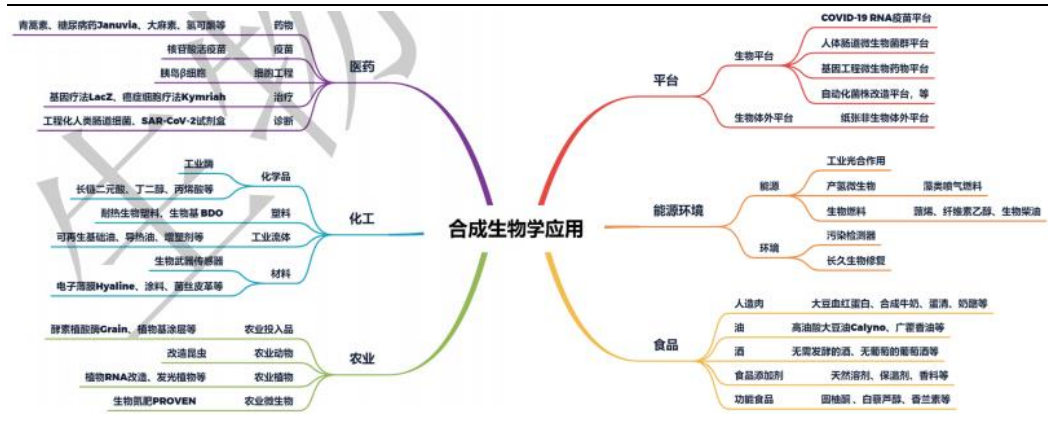 合成生物学应用
医药
青蒿素、糖尿病药Januvia、大麻素、氢可酮等 药物
核苷酸活疫苗 疫苗
胰岛β细胞 细胞工程
基因疗法LacZ、癌症细胞疗法Kymriah 治疗
工程化人类肠道细菌、SAR-CoV-2试剂盒 诊断
化工
化学品
工业酶
长链二元酸、丁二醇、丙烯酸等
耐热生物塑料、生物基 BDO 塑料
可再生基础油、导热油、增塑剂等 工业流体
材料
生物武器传感器
电子薄膜Hyaline、涂料、菌丝皮革等
农业
酵素植酸酶Grain、植物基涂层等 农业投入品
改造昆虫 农业动物
植物RNA改造、发光植物等 农业植物
生物氮肥PROVEN 农业微生物
平台
生物平台
COVID-19 RNA疫苗平台
人体肠道微生物菌群平台
基因工程微生物药物平台
自动化菌株改造平台，等
生物体外平台 纸张非生物体外平台
能源环境
能源
工业光合作用
产氢微生物 藻类喷气燃料
生物燃料 蒎烯、纤维素乙醇、生物柴油
环境
污染检测器
长久生物修复
食品
人造肉 大豆血红蛋白、合成牛奶、蛋清、奶酪等
油 高油酸大豆油Calyno、广藿香油等
酒 无需发酵的酒、无葡萄的葡萄酒等
食品添加剂 天然溶剂、保温剂、香料等
功能食品 圆柚酮、白藜芦醇、香兰素等
生物